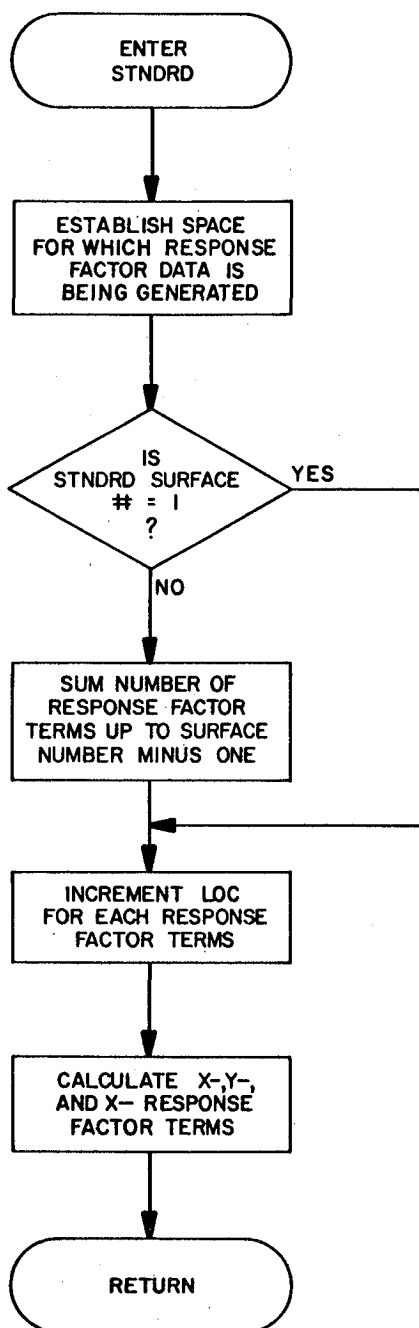 ENTER
STNDRD
ESTABLISH SPACE
FOR WHICH RESPONSE
FACTOR DATA IS
BEING GENERATED
IS
STNDRD SURFACE
# = 1
?
YES
NO
SUM NUMBER OF
RESPONSE FACTOR
TERMS UP TO SURFACE
NUMBER MINUS ONE
INCREMENT LOC
FOR EACH RESPONSE
FACTOR TERMS
CALCULATE X-,Y-,
AND X- RESPONSE
FACTOR TERMS
RETURN